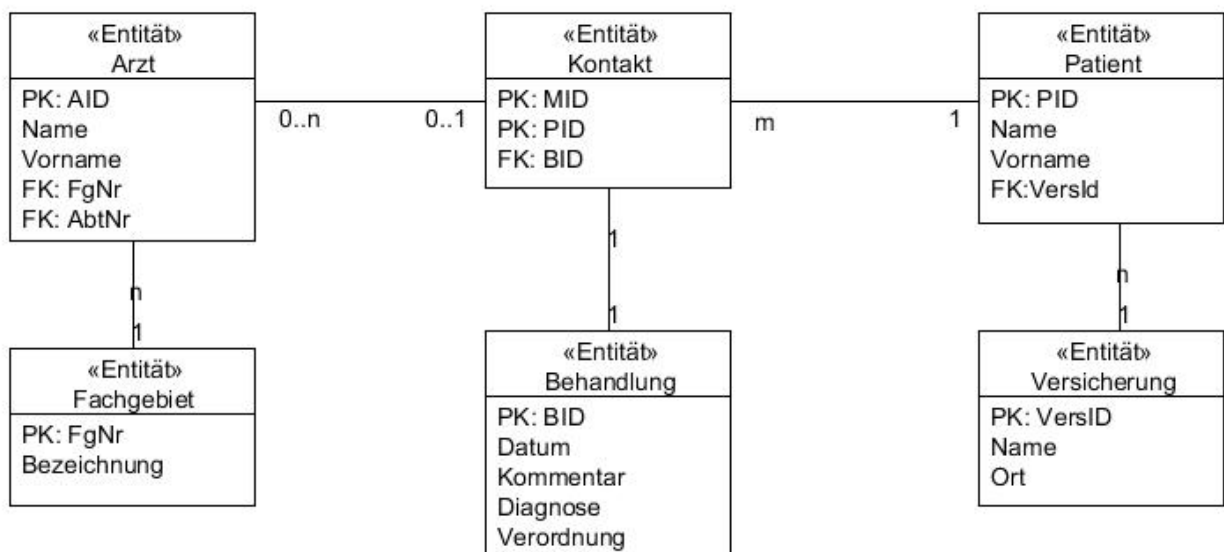 «Entität»
Arzt
PK: AID
Name
Vorname
FK: FgNr
FK: AbtNr
0..n
0..1
«Entität»
Kontakt
PK: MID
PK: PID
FK: BID
m
1
«Entität»
Patient
PK: PID
Name
Vorname
FK:VersId
n
1
1
1
n
1
«Entität»
Fachgebiet
PK: FgNr
Bezeichnung
«Entität»
Behandlung
PK: BID
Datum
Kommentar
Diagnose
Verordnung
«Entität»
Versicherung
PK: VersID
Name
Ort